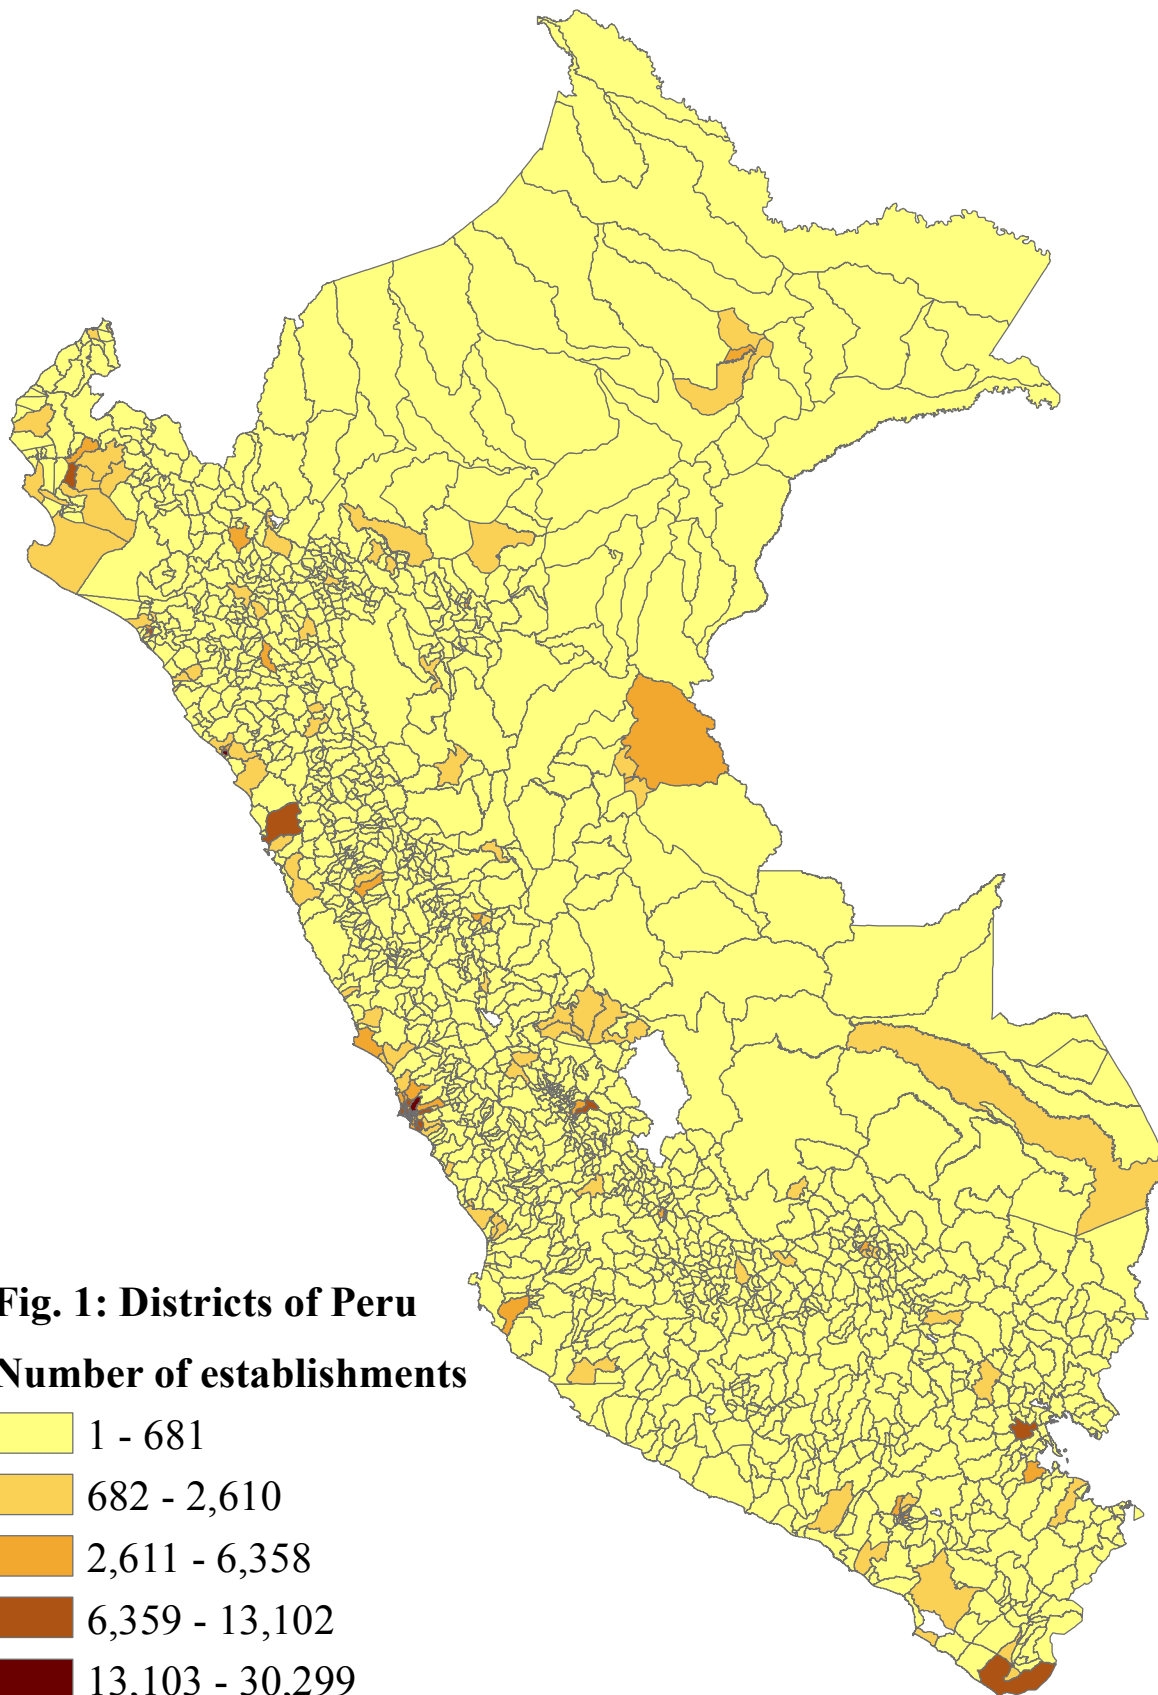 Fig. 1: Districts of Peru
Number of establishments
1 - 681
682 - 2,610
2,611 - 6,358
6,359 - 13,102
13,103 - 30,299